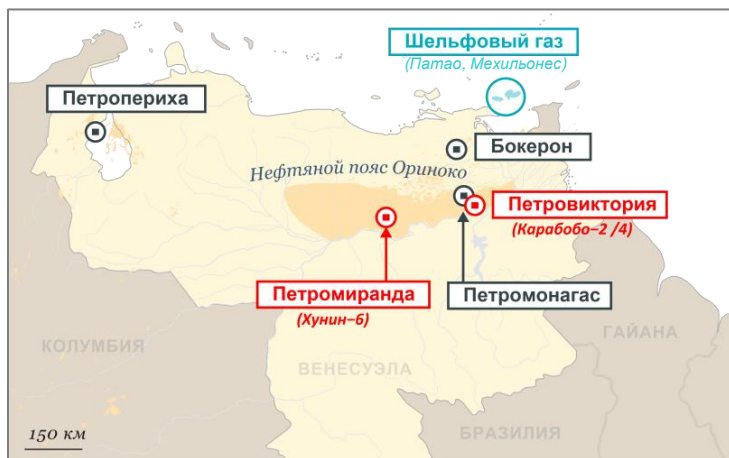 Шельфовый газ
(Патао, Мехильонес)
Петропериха
Бокерон
Нефтяной пояс Ориноко
Петровиктория
(Карабобо–2 /4)
Петромиранда
(Хунин–6)
Петромонагас
ГАЙАНА
КОЛУМБИЯ
ВЕНЕСУЭЛА
БРАЗИЛИЯ
150 км